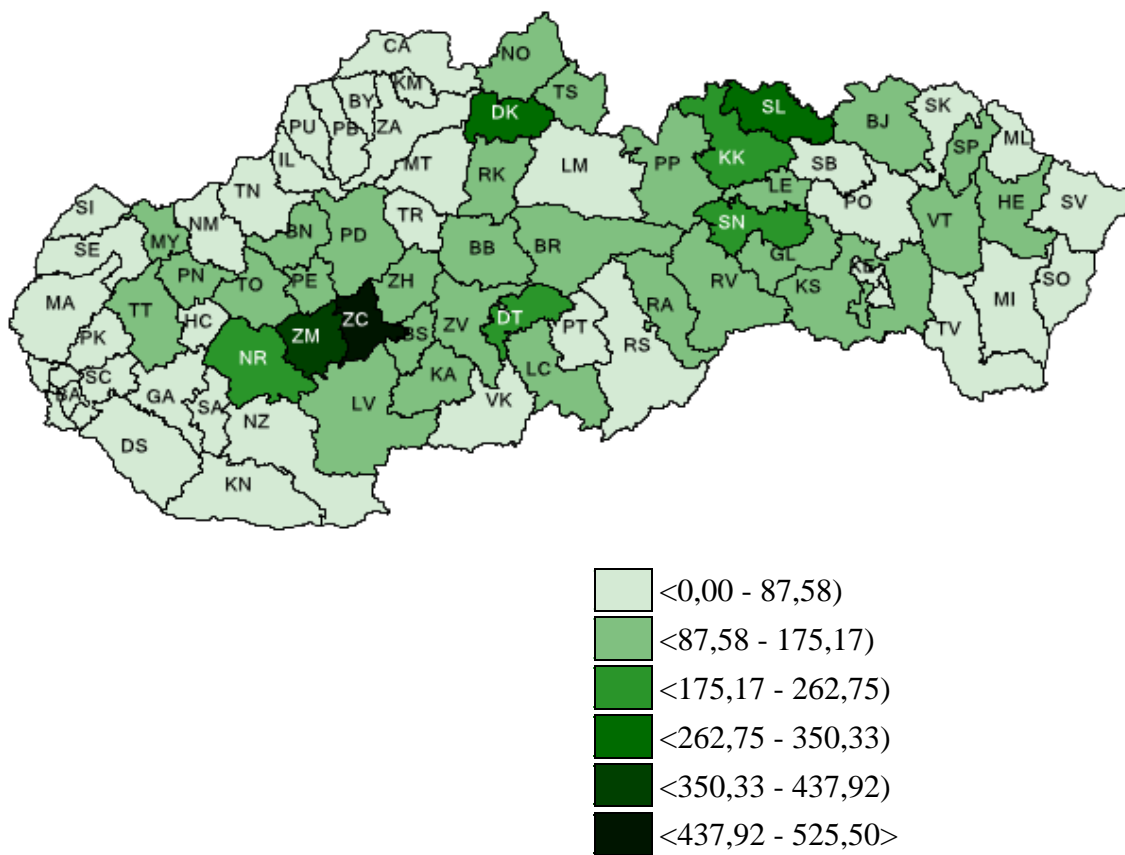 CA
NO
KM
TS
BY
PU
PB
ZA
DK
SL
SK
BJ
ML
IL
MT
LM
PP
KK
SB
SP
RK
LE
TN
TR
PO
HE
SV
SI
NM
SN
VT
SE
MY
BN
PD
BB
BR
GL
KE
PN
TO
PE
ZH
RV
KS
SO
MA
TT
HC
ZC
DT
RA
MI
PK
ZM
BS
ZV
PT
TV
NR
RS
SC
KA
LC
BA
GA
SA
LV
VK
NZ
DS
KN
<0,00 - 87,58)
<87,58 - 175,17)
<175,17 - 262,75)
<262,75 - 350,33)
<350,33 - 437,92)
<437,92 - 525,50>